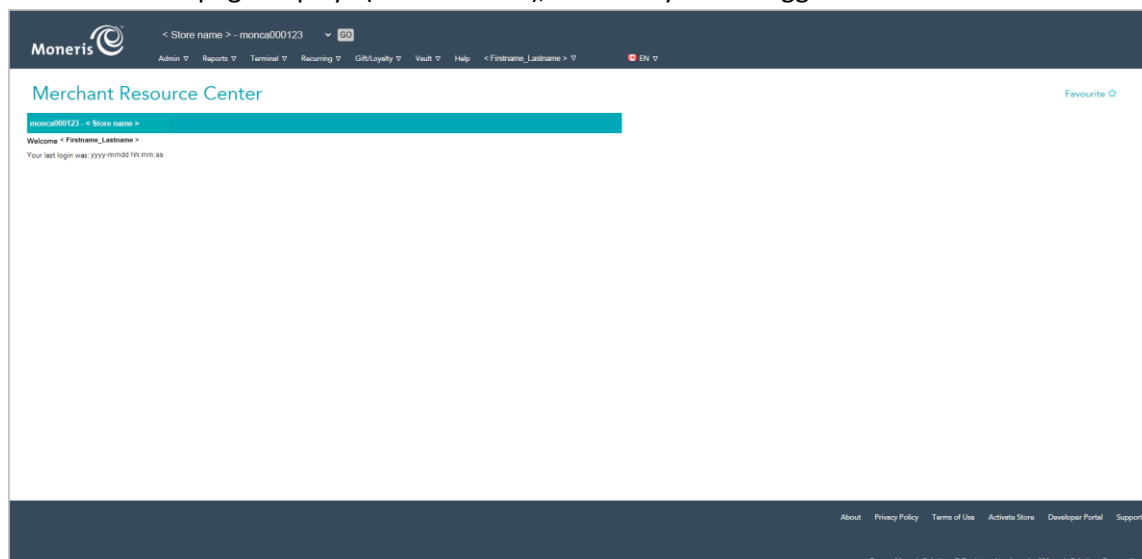 < Store name > - monca000123 GO
Moneris
Admin Reports Terminal Recurring Gift/Loyalty Vault Help < Firstname_Lastname > EN
Merchant Resource Center
Favourite
monca000123 - < Store name >
Welcome < Firstname_Lastname >
Your last login was: yyyy-mmdd hh:mm:ss
About Privacy Policy Terms of Use Activate Store Developer Portal Support